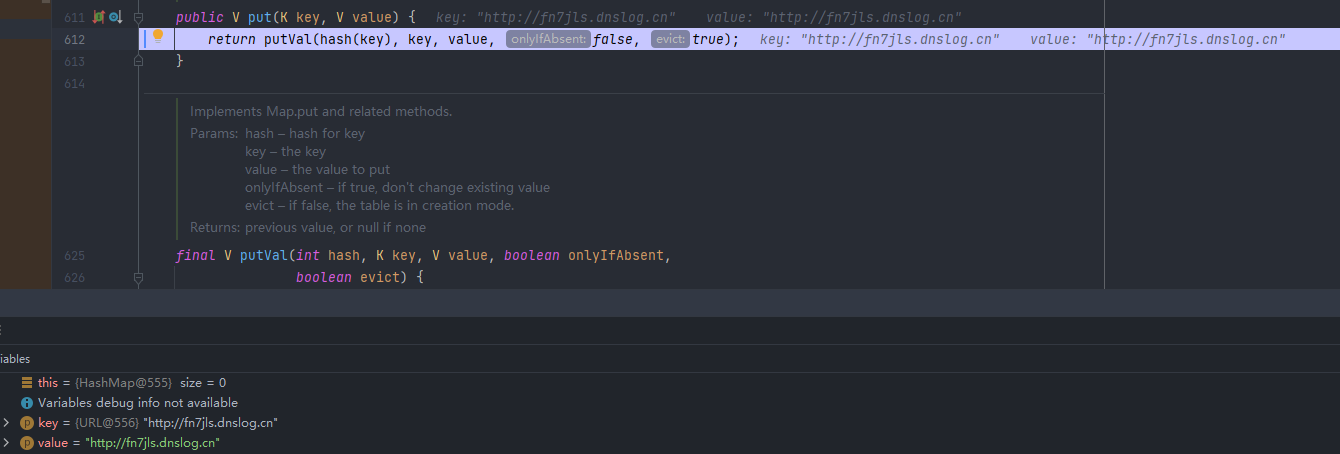 611 public V put(K key, V value) { key: "http://fn7jls.dnslog.cn" value: "http://fn7jls.dnslog.cn"
612 return putVal(hash(key), key, value, onlyIfAbsent: false, evict: true); key: "http://fn7jls.dnslog.cn" value: "http://fn7jls.dnslog.cn"
613 }
614
Implements Map.put and related methods.
Params: hash – hash for key
key – the key
value – the value to put
onlyIfAbsent – if true, don't change existing value
evict – if false, the table is in creation mode.
Returns: previous value, or null if none
625 final V putVal(int hash, K key, V value, boolean onlyIfAbsent,
626 boolean evict) {
iables
this = {HashMap@555} size = 0
Variables debug info not available
key = {URL@556} "http://fn7jls.dnslog.cn"
value = "http://fn7jls.dnslog.cn"